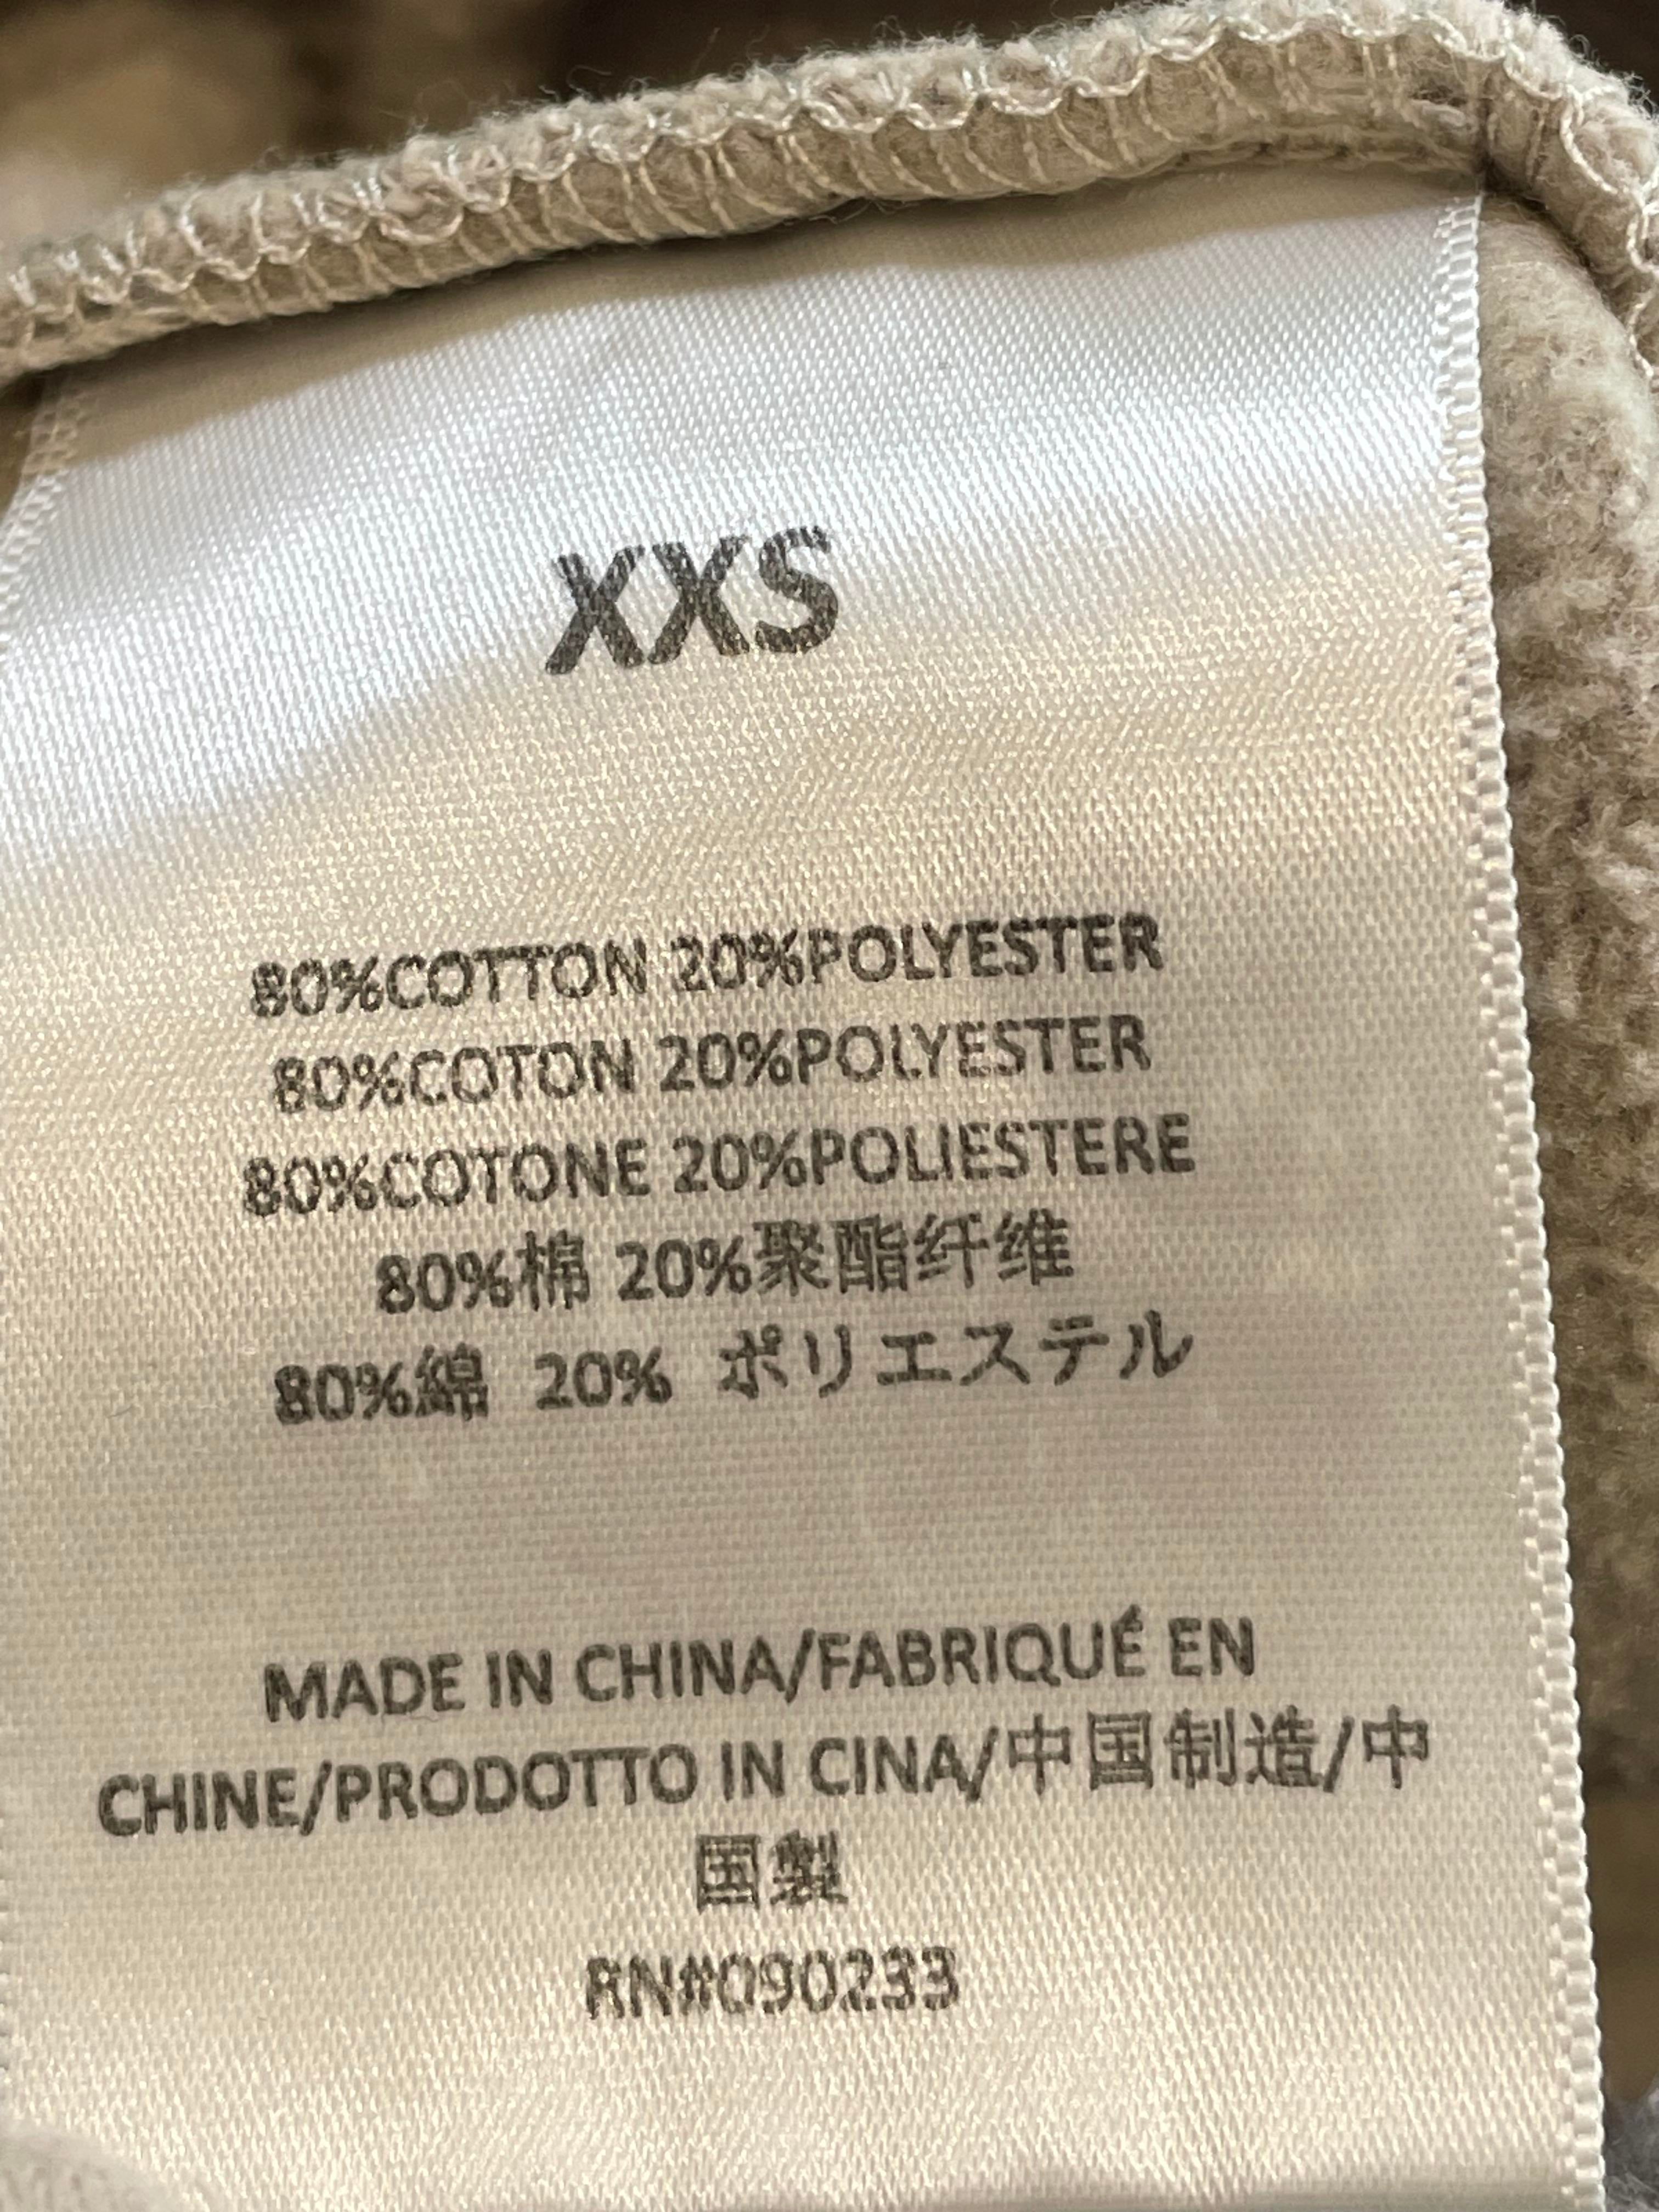 XXS
80%COTTON 20%POLYESTER
80%COTON 20%POLYESTER
80%COTONE 20%POLIESTERE
80%棉 20%聚酯纤维
80%綿 20% ポリエステル
MADE IN CHINA/FABRIQUÉ EN
CHINE/PRODOTTO IN CINA/中国制造/中
国製
RN#090233